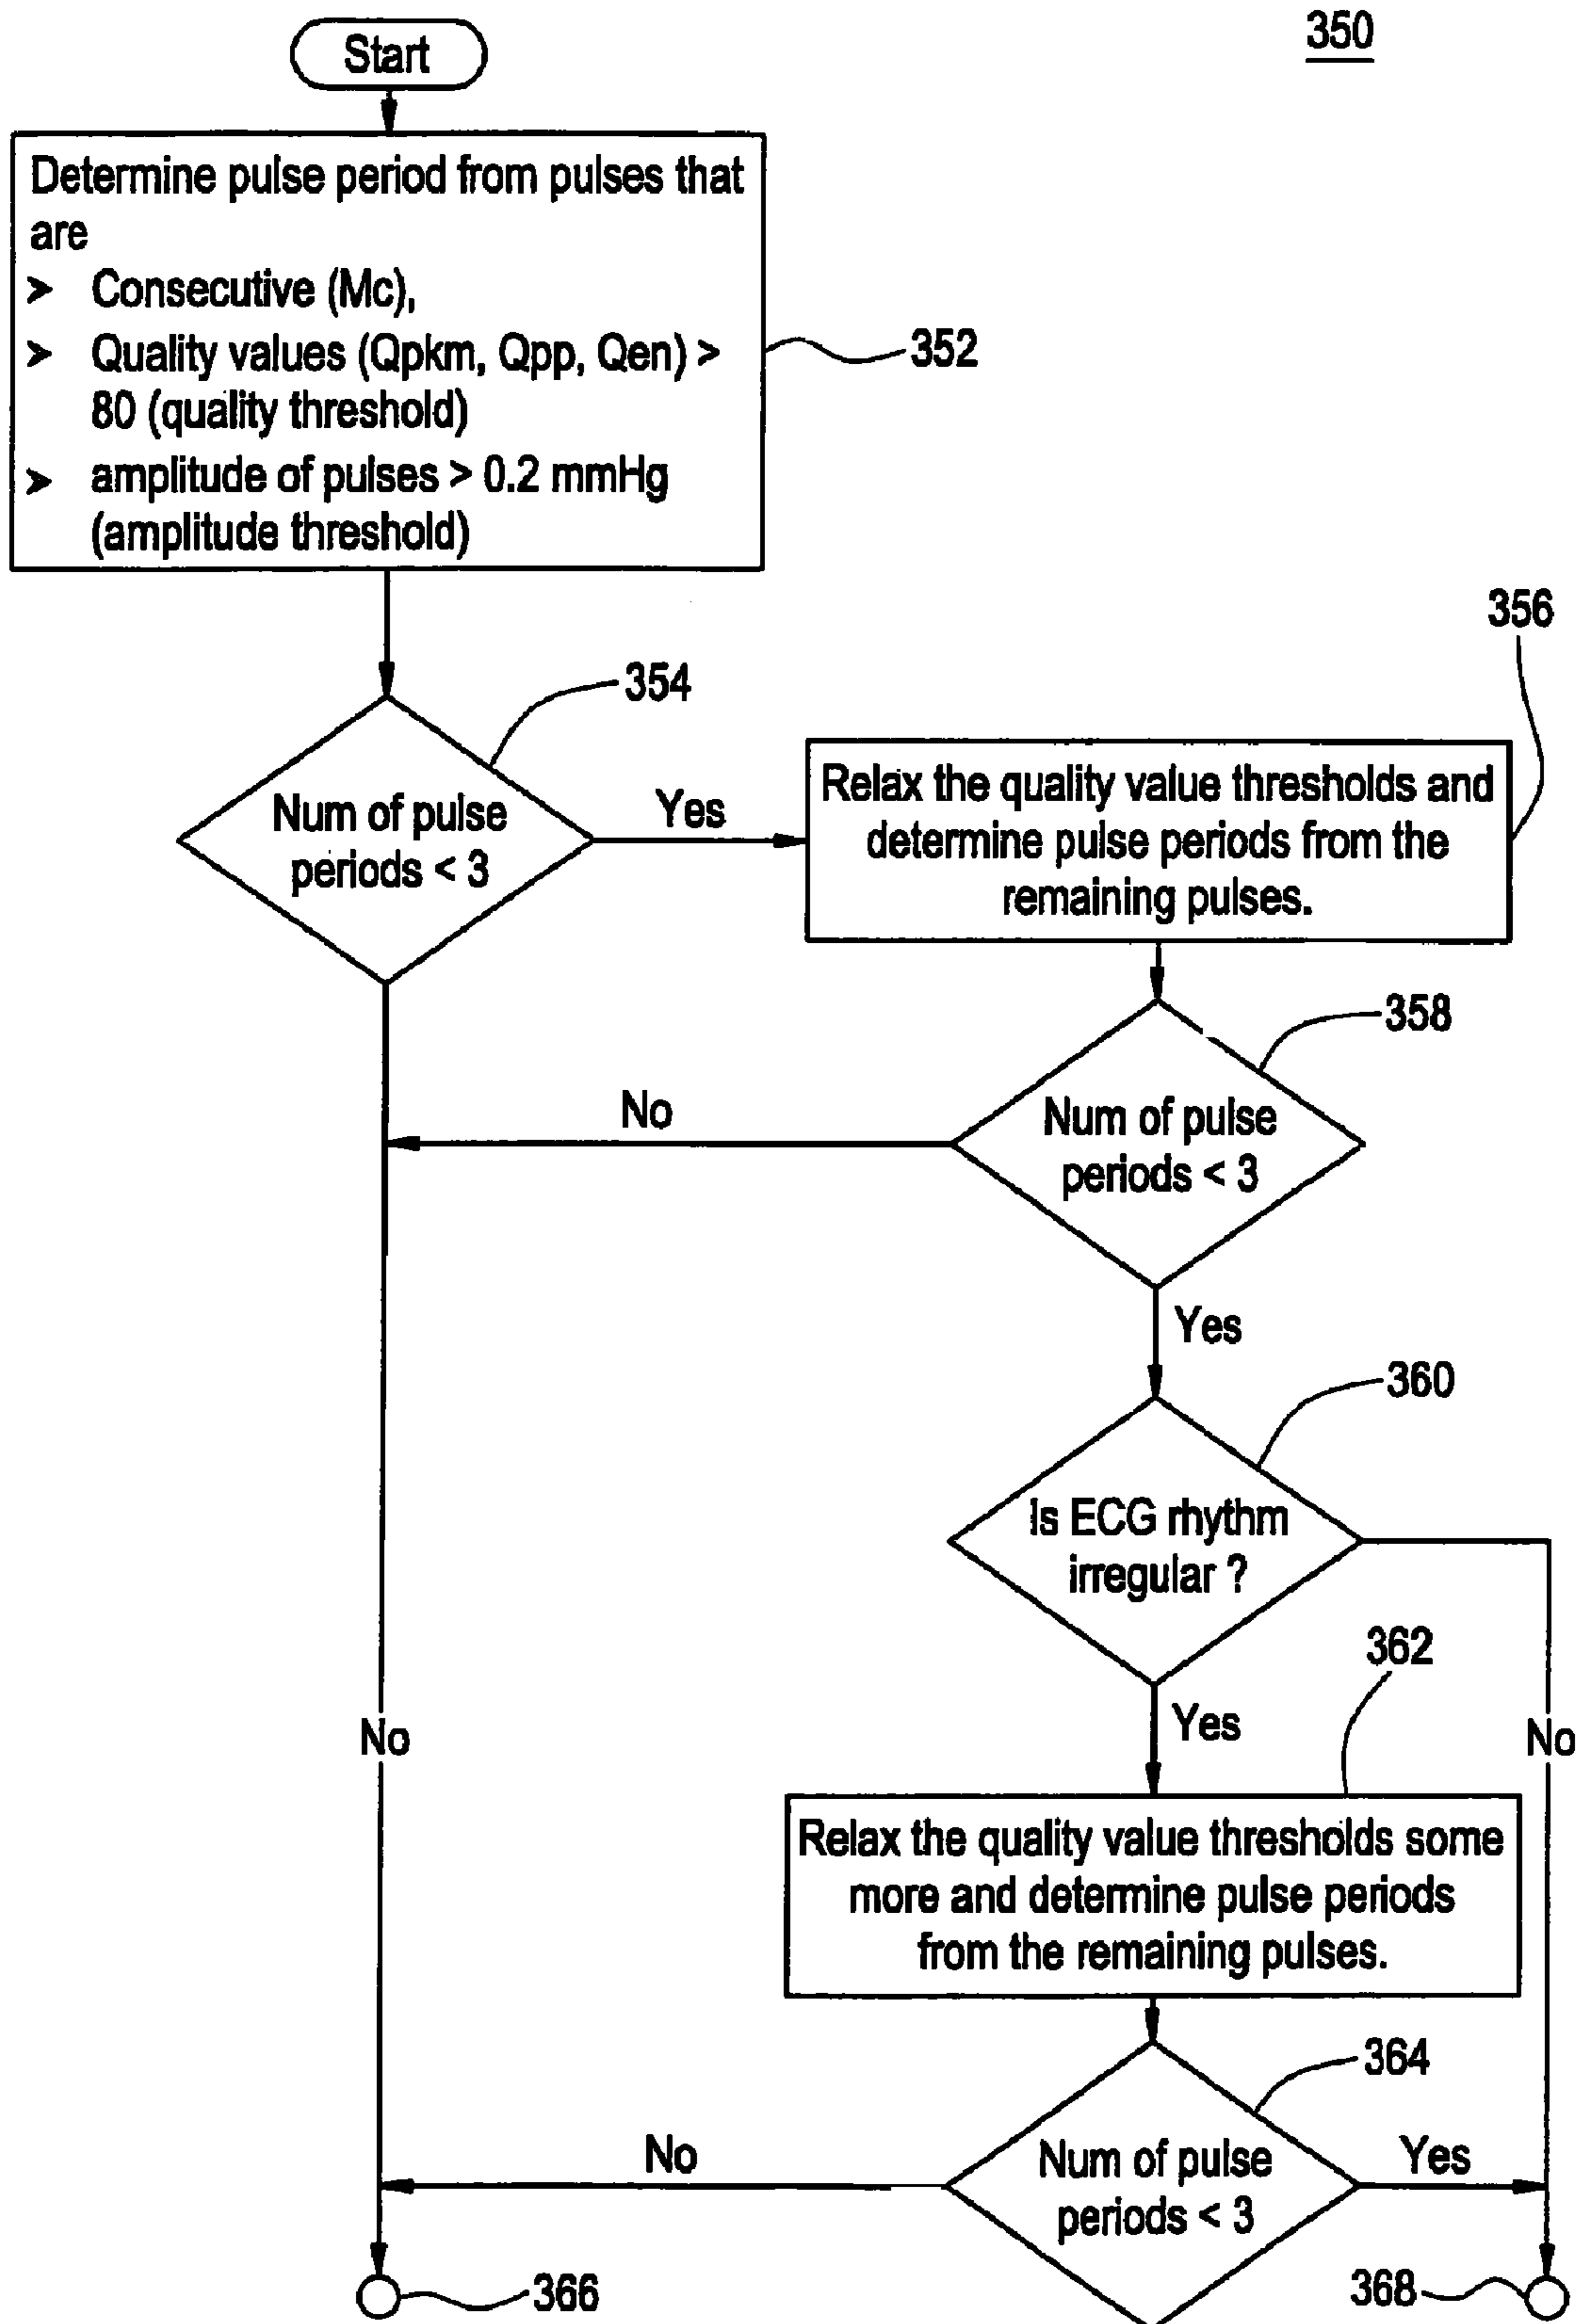 350
Start
Determine pulse period from pulses that
are
➤ Consecutive (Mc),
➤ Quality values (Qpkm, Qpp, Qen) >
80 (quality threshold)
➤ amplitude of pulses > 0.2 mmHg
(amplitude threshold)
352
354
Num of pulse
periods < 3
Yes
356
Relax the quality value thresholds and
determine pulse periods from the
remaining pulses.
358
Num of pulse
periods < 3
No
Yes
360
Is ECG rhythm
irregular ?
Yes
362
No
No
Relax the quality value thresholds some
more and determine pulse periods
from the remaining pulses.
364
Num of pulse
periods < 3
No
Yes
366
368